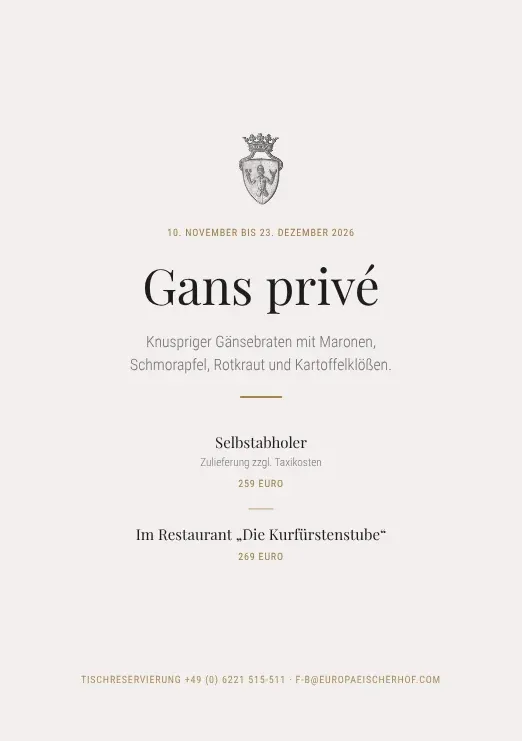 10. NOVEMBER BIS 23. DEZEMBER 2026
Gans privé
Knuspriger Gänsebraten mit Maronen,
Schmorapfel, Rotkraut und Kartoffelklößen.
Selbstabholer
Zulieferung zzgl. Taxikosten
259 EURO
Im Restaurant „Die Kurfürstenstube“
269 EURO
TISCHRESERVIERUNG +49 (0) 6221 515-511 · F-B@EUROPAEISCHERHOF.COM